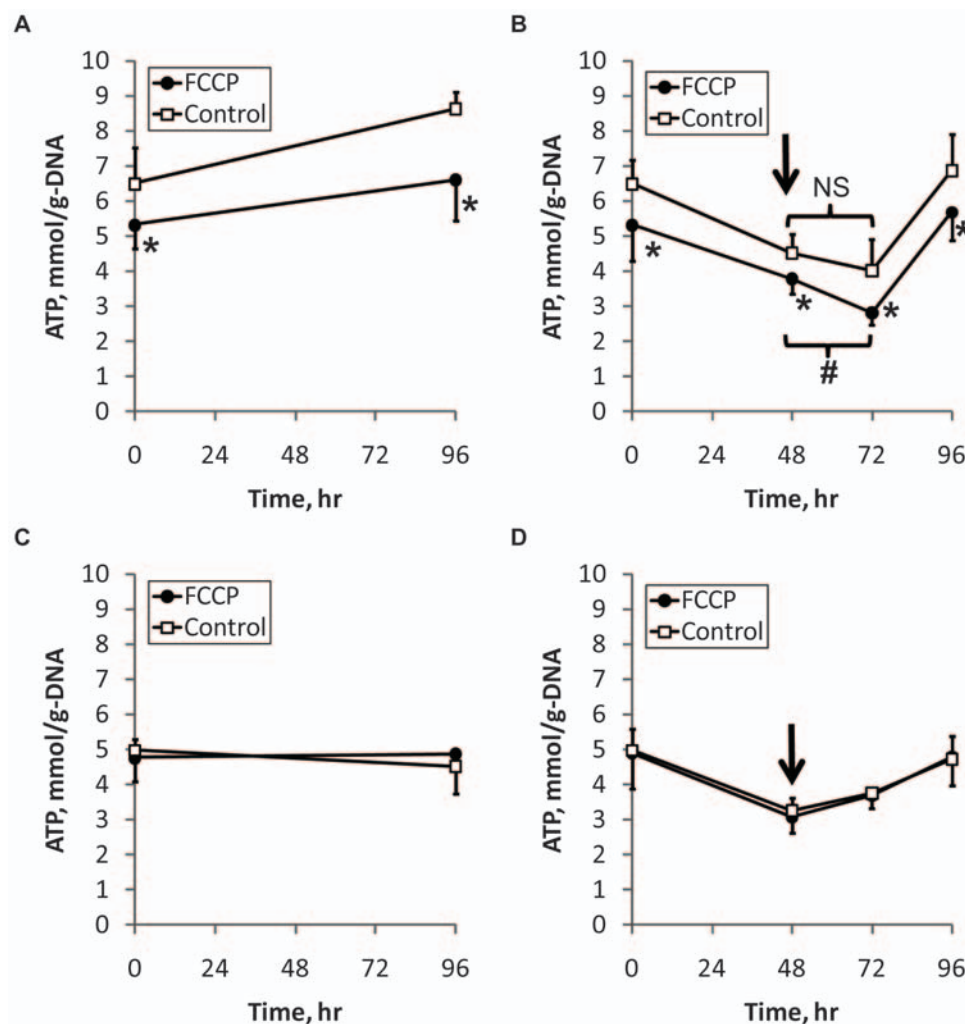 A
ATP, mmol/g-DNA
10
9
8
7
6
5
4
3
2
1
0
FCCP
Control
*
*
0 24 48 72 96
Time, hr
B
ATP, mmol/g-DNA
10
9
8
7
6
5
4
3
2
1
0
FCCP
Control
NS
*
*
*
*
#
0 24 48 72 96
Time, hr
C
ATP, mmol/g-DNA
10
9
8
7
6
5
4
3
2
1
0
FCCP
Control
0 24 48 72 96
Time, hr
D
ATP, mmol/g-DNA
10
9
8
7
6
5
4
3
2
1
0
FCCP
Control
0 24 48 72 96
Time, hr